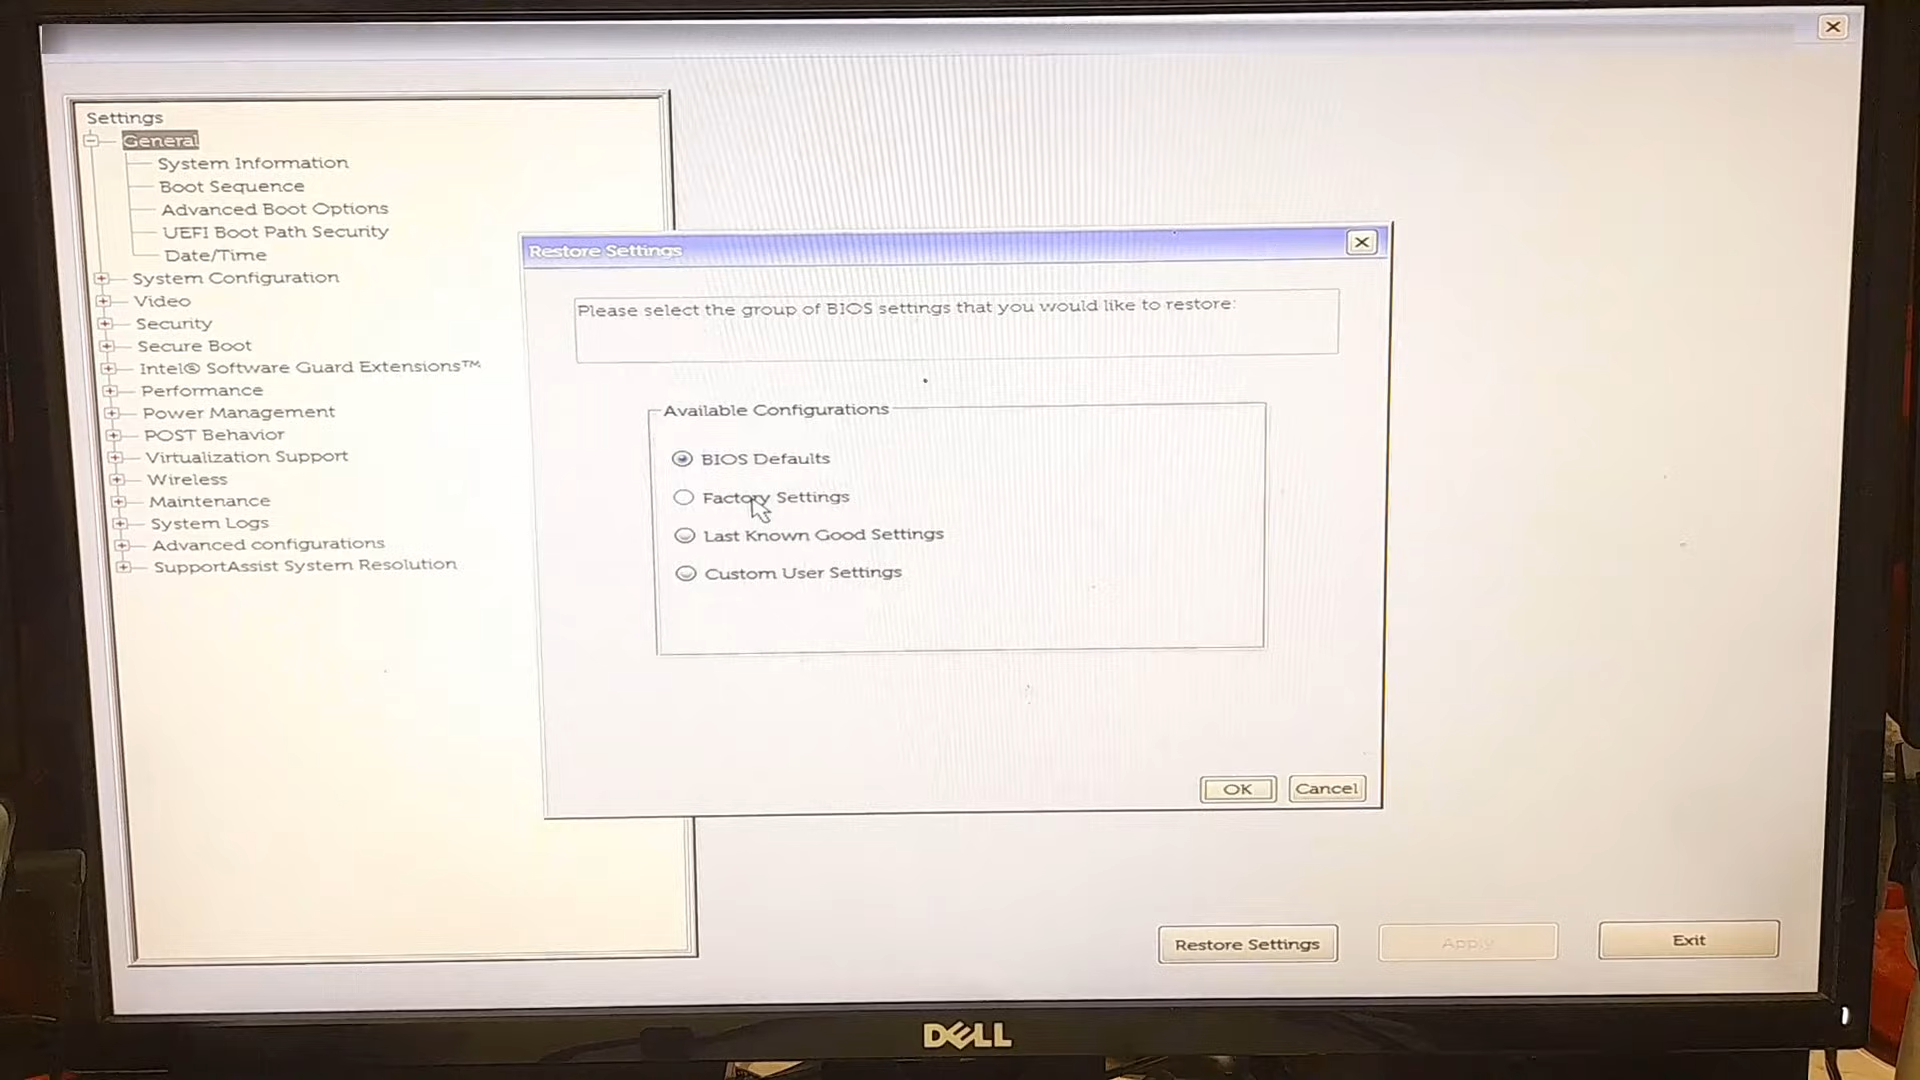 Settings
General
System Information
Boot Sequence
Advanced Boot Options
UEFI Boot Path Security
Date/Time
System Configuration
Video
Security
Secure Boot
Intel® Software Guard Extensions™
Performance
Power Management
POST Behavior
Virtualization Support
Wireless
Maintenance
System Logs
Advanced configurations
SupportAssist System Resolution
Restore Settings
Please select the group of BIOS settings that you would like to restore:
Available Configurations
BIOS Defaults
Factory Settings
Last Known Good Settings
Custom User Settings
OK Cancel
Restore Settings Apply Exit
DELL